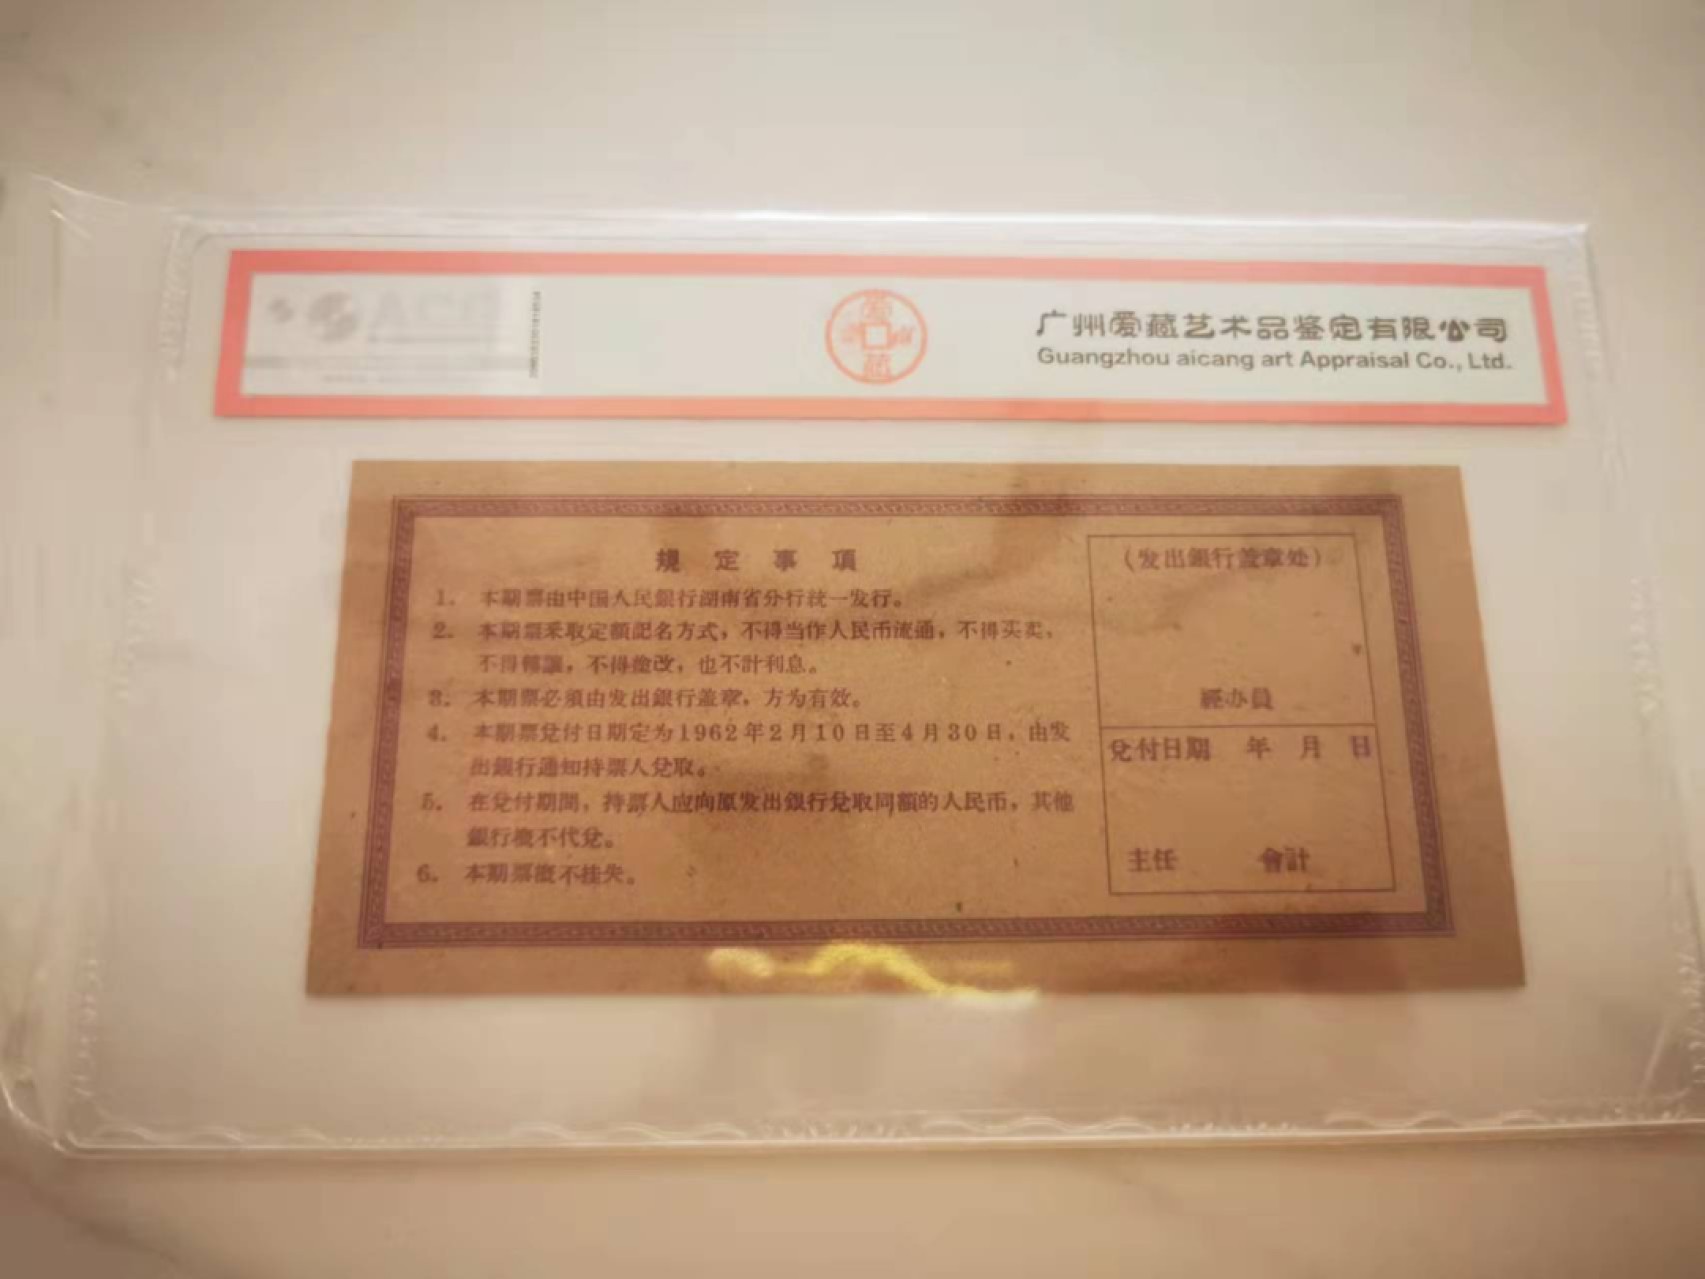 广州爱藏艺术品鉴定有限公司
Guangzhou aicang art Appraisal Co., Ltd.
規定事項
1. 本期票由中国人民銀行湖南省分行統一发行。
2. 本期票采取定額記名方式，不得当作人民币流通，不得买卖，
不得轉讓，不得塗改，也不計利息。
3. 本期票必須由发出銀行盖章，方为有效。
4. 本期票兌付日期定为1962年2月10日至4月30日，由发
出銀行通知持票人兌取。
5. 在兌付期間，持票人应向原发出銀行兌取同額的人民币，其他
銀行概不代兌。
6. 本期票概不挂失。
(发出銀行盖章处)
經办員
兌付日期 年 月 日
主任 會計